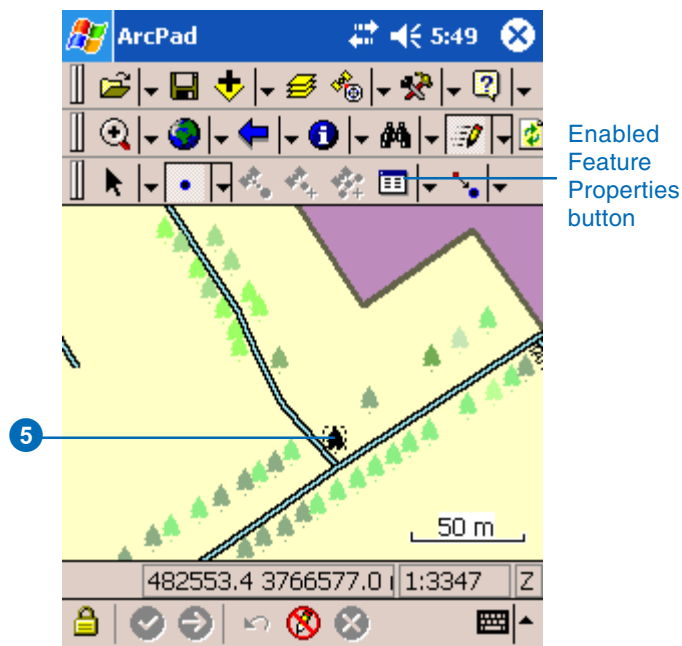 ArcPad 5:49
Enabled
Feature
Properties
button
5
50 m
482553.4 3766577.0 1:3347 Z